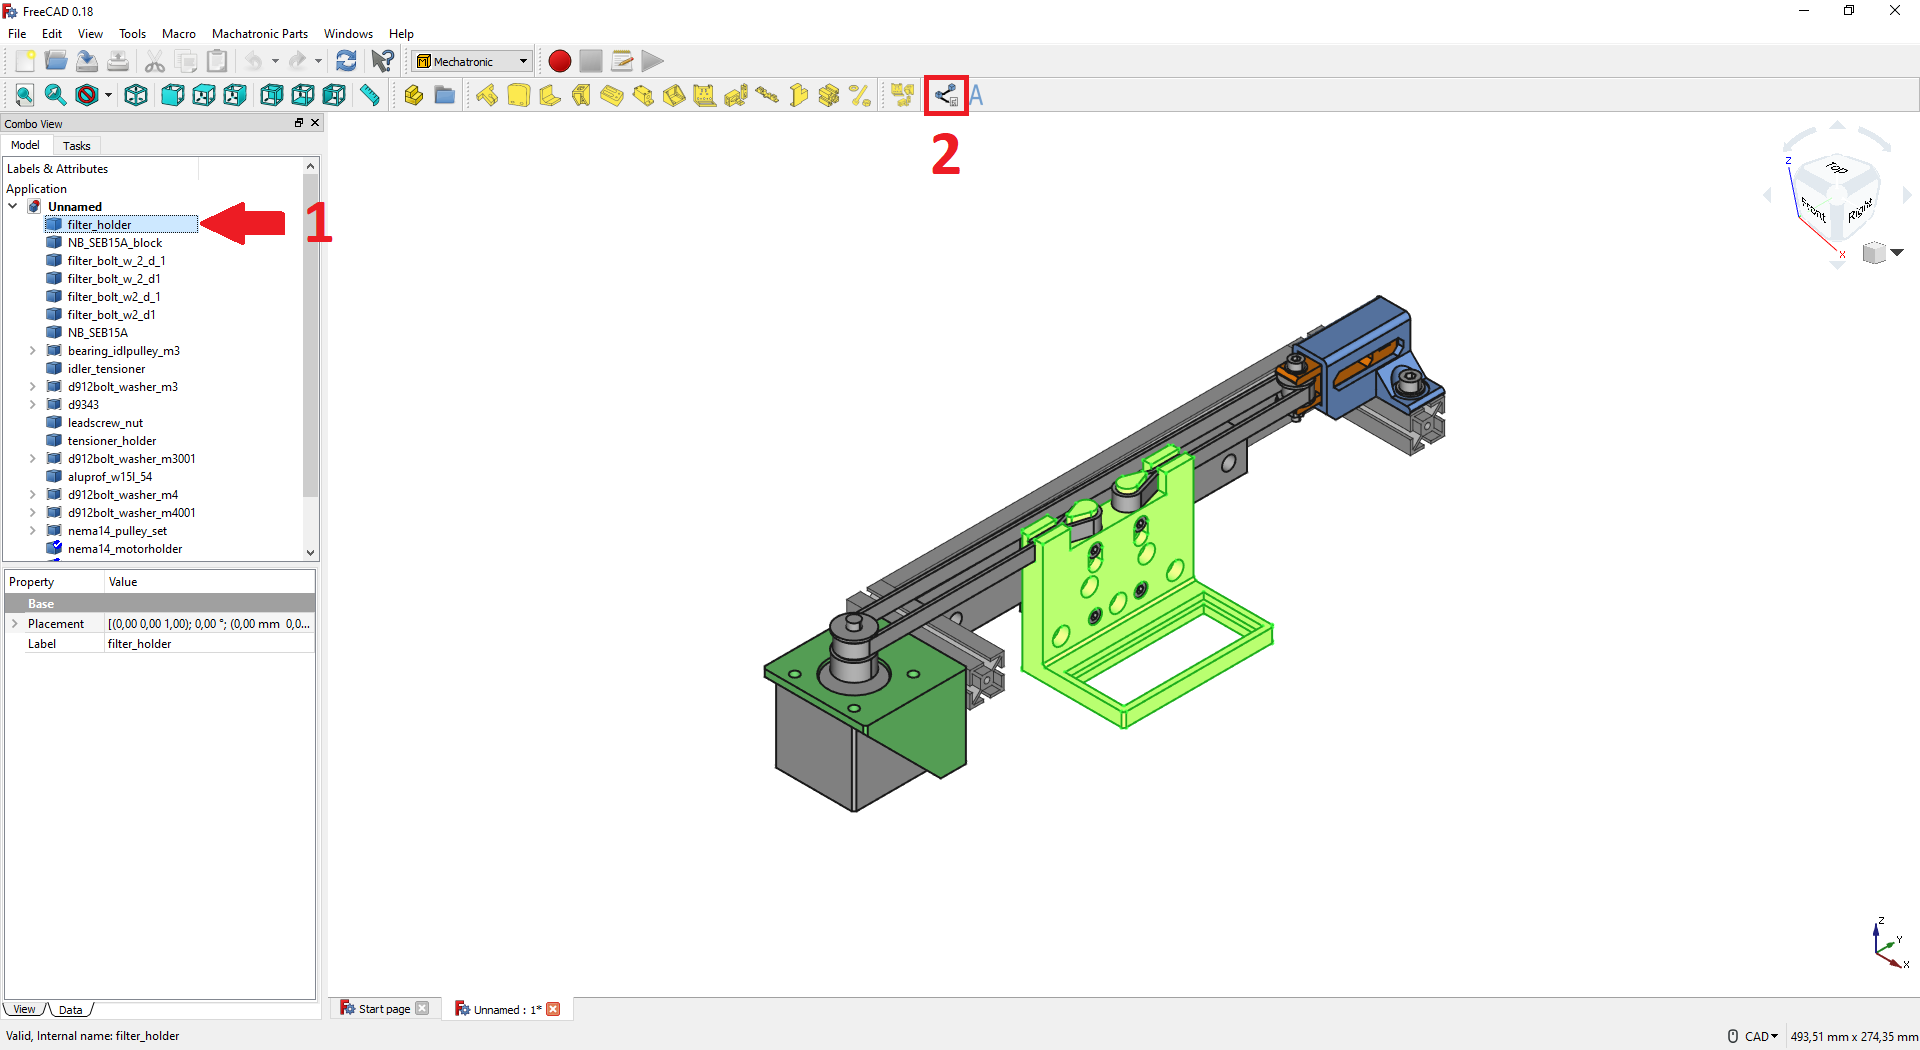 FreeCAD 0.18
File Edit View Tools Macro Mechatronic Parts Windows Help
Mechatronic
A
2
Combo View
Model Tasks
Labels & Attributes
Application
Unnamed
filter_holder
1
NB_SEB15A_block
filter_bolt_w_2_d_1
filter_bolt_w_2_d1
filter_bolt_w2_d_1
filter_bolt_w2_d1
NB_SEB15A
bearing_idlpulley_m3
idler_tensioner
d912bolt_washer_m3
d9343
leadscrew_nut
tensioner_holder
d912bolt_washer_m3001
aluprof_w15l_54
d912bolt_washer_m4
d912bolt_washer_m4001
nema14_pulley_set
nema14_motorholder
Property Value
Base
Placement [(0,00 0,00 1,00); 0,00 °; (0,00 mm 0,0...
Label filter_holder
View Data
Z
Top
Front
Right
X
Z
Y
X
Start page
Unnamed : 1*
Valid, Internal name: filter_holder
CAD
493,51 mm x 274,35 mm